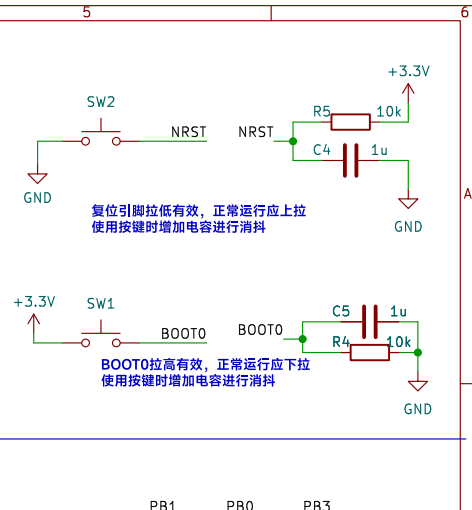 5
6
+3.3V
SW2
R5
10k
NRST
NRST
C4
1u
GND
A
复位引脚拉低有效，正常运行应上拉
使用按键时增加电容进行消抖
GND
+3.3V
SW1
C5
1u
BOOT0
BOOT0
R4
10k
BOOT0拉高有效，正常运行应下拉
使用按键时增加电容进行消抖
GND
PB1
PB0
PB3